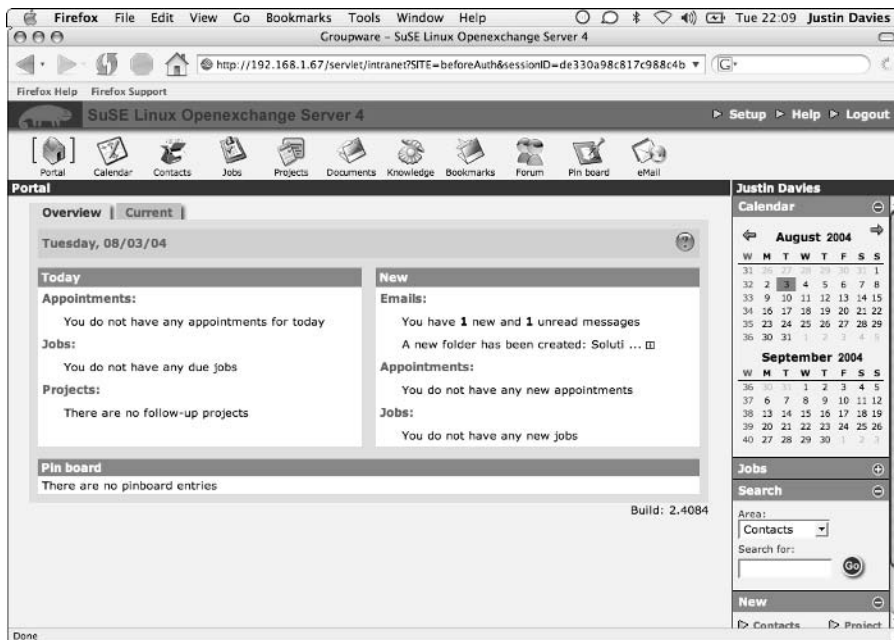 Firefox File Edit View Go Bookmarks Tools Window Help Tue 22:09 Justin Davies
Groupware – SuSE Linux Openexchange Server 4
http://192.168.1.67/servlet/intranet?SITE=beforeAuth&sessionID=de330a98c817c988c4b
Firefox Help Firefox Support
SuSE Linux Openexchange Server 4
Setup Help Logout
Portal Calendar Contacts Jobs Projects Documents Knowledge Bookmarks Forum Pin board eMail
Portal
Overview | Current |
Tuesday, 08/03/04
Today
Appointments:
You do not have any appointments for today
Jobs:
You do not have any due jobs
Projects:
There are no follow-up projects
New
Emails:
You have 1 new and 1 unread messages
A new folder has been created: Soluti ...
Appointments:
You do not have any new appointments
Jobs:
You do not have any new jobs
Pin board
There are no pinboard entries
Build: 2.4084
Justin Davies
Calendar
August 2004
W M T W T F S S
31 26 27 28 29 30 31 1
32 2 3 4 5 6 7 8
33 9 10 11 12 13 14 15
34 16 17 18 19 20 21 22
35 23 24 25 26 27 28 29
36 30 31 1 2 3 4 5
September 2004
W M T W T F S S
36 30 31 1 2 3 4 5
37 6 7 8 9 10 11 12
38 13 14 15 16 17 18 19
39 20 21 22 23 24 25 26
40 27 28 29 30 1 2 3
Jobs
Search
Area:
Contacts
Search for:
Go
New
Contacts Project
Done